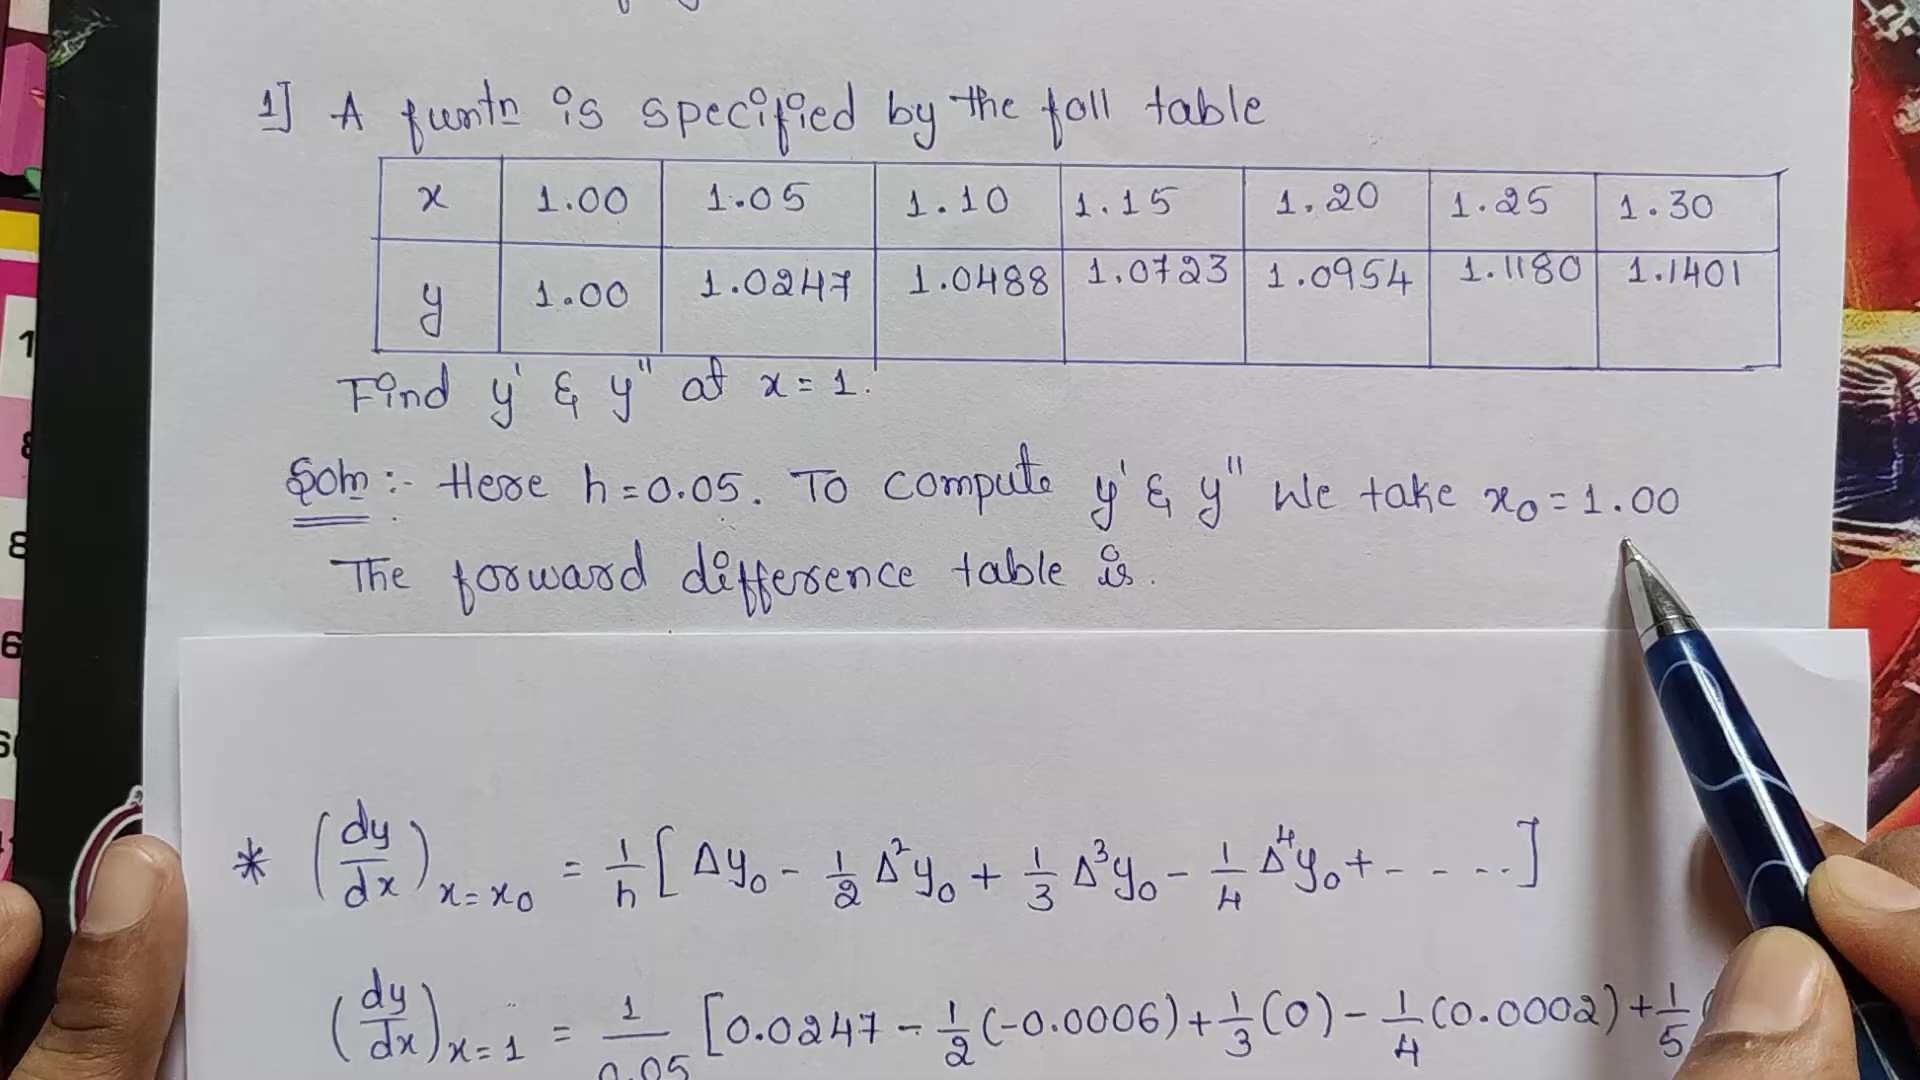 1] A funtn is specified by the foll table
x 1.00 1.05 1.10 1.15 1.20 1.25 1.30
y 1.00 1.0247 1.0488 1.0723 1.0954 1.1180 1.1401
Find y' & y" at x = 1.
Soln :- Here h = 0.05. To compute y' & y" We take x₀ = 1.00
The forward difference table is.
* (dy/dx)ₓ₌ₓ₀ = 1/h [Δy₀ - 1/2 Δ²y₀ + 1/3 Δ³y₀ - 1/4 Δ⁴y₀ + - - - ..]
(dy/dx)ₓ₌₁ = 1/0.05 [0.0247 - 1/2 (-0.0006) + 1/3 (0) - 1/4 (0.0002) + 1/5 (